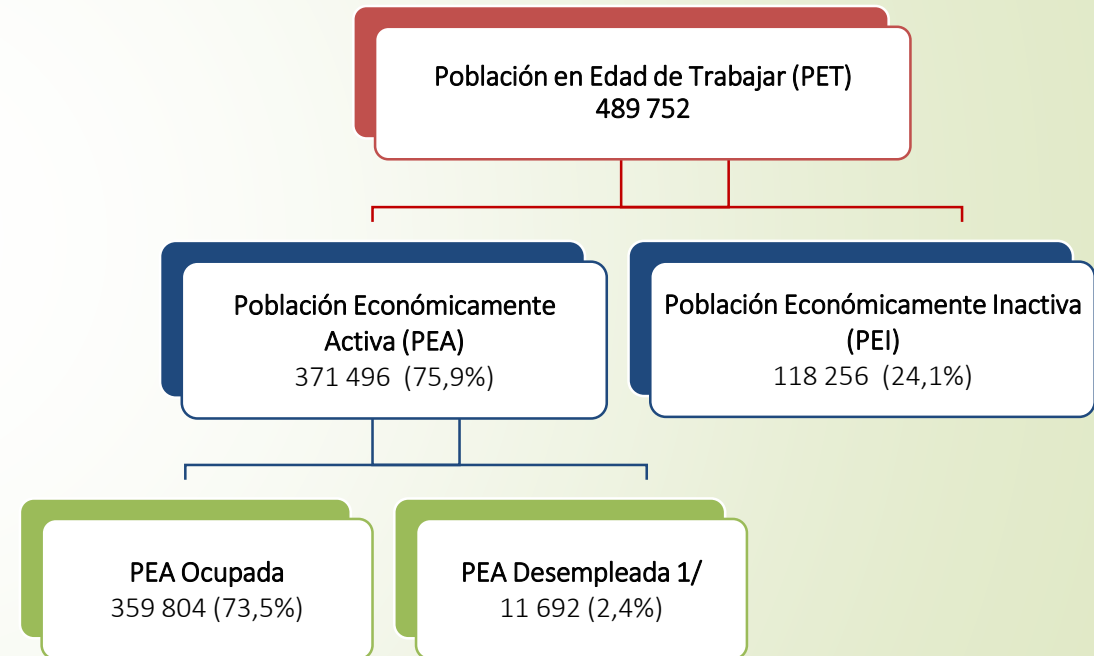 Población en Edad de Trabajar (PET)
489 752
Población Económicamente
Activa (PEA)
371 496 (75,9%)
Población Económicamente Inactiva
(PEI)
118 256 (24,1%)
PEA Ocupada
359 804 (73,5%)
PEA Desempleada 1/
11 692 (2,4%)